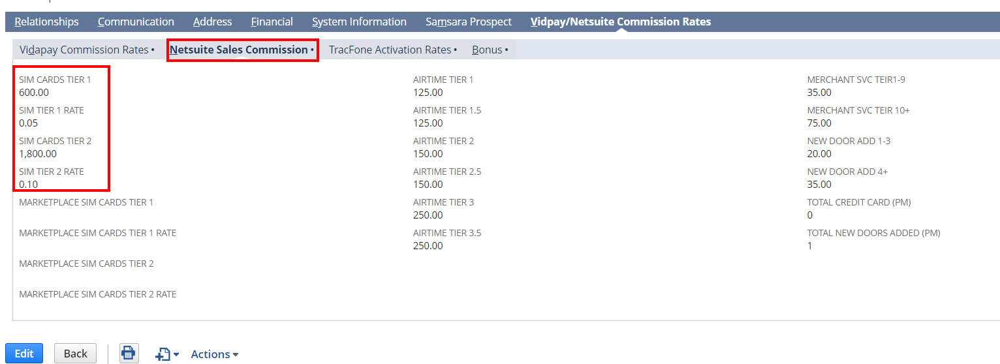 Relationships Communication Address Financial System Information Samsara Prospect Vidpay/Netsuite Commission Rates
Vidapay Commission Rates • Netsuite Sales Commission • TracFone Activation Rates • Bonus •
SIM CARDS TIER 1
600.00
SIM TIER 1 RATE
0.05
SIM CARDS TIER 2
1,800.00
SIM TIER 2 RATE
0.10
MARKETPLACE SIM CARDS TIER 1
MARKETPLACE SIM CARDS TIER 1 RATE
MARKETPLACE SIM CARDS TIER 2
MARKETPLACE SIM CARDS TIER 2 RATE
AIRTIME TIER 1
125.00
AIRTIME TIER 1.5
125.00
AIRTIME TIER 2
150.00
AIRTIME TIER 2.5
150.00
AIRTIME TIER 3
250.00
AIRTIME TIER 3.5
250.00
MERCHANT SVC TEIR1-9
35.00
MERCHANT SVC TEIR 10+
75.00
NEW DOOR ADD 1-3
20.00
NEW DOOR ADD 4+
35.00
TOTAL CREDIT CARD (PM)
0
TOTAL NEW DOORS ADDED (PM)
1
Edit Back Actions